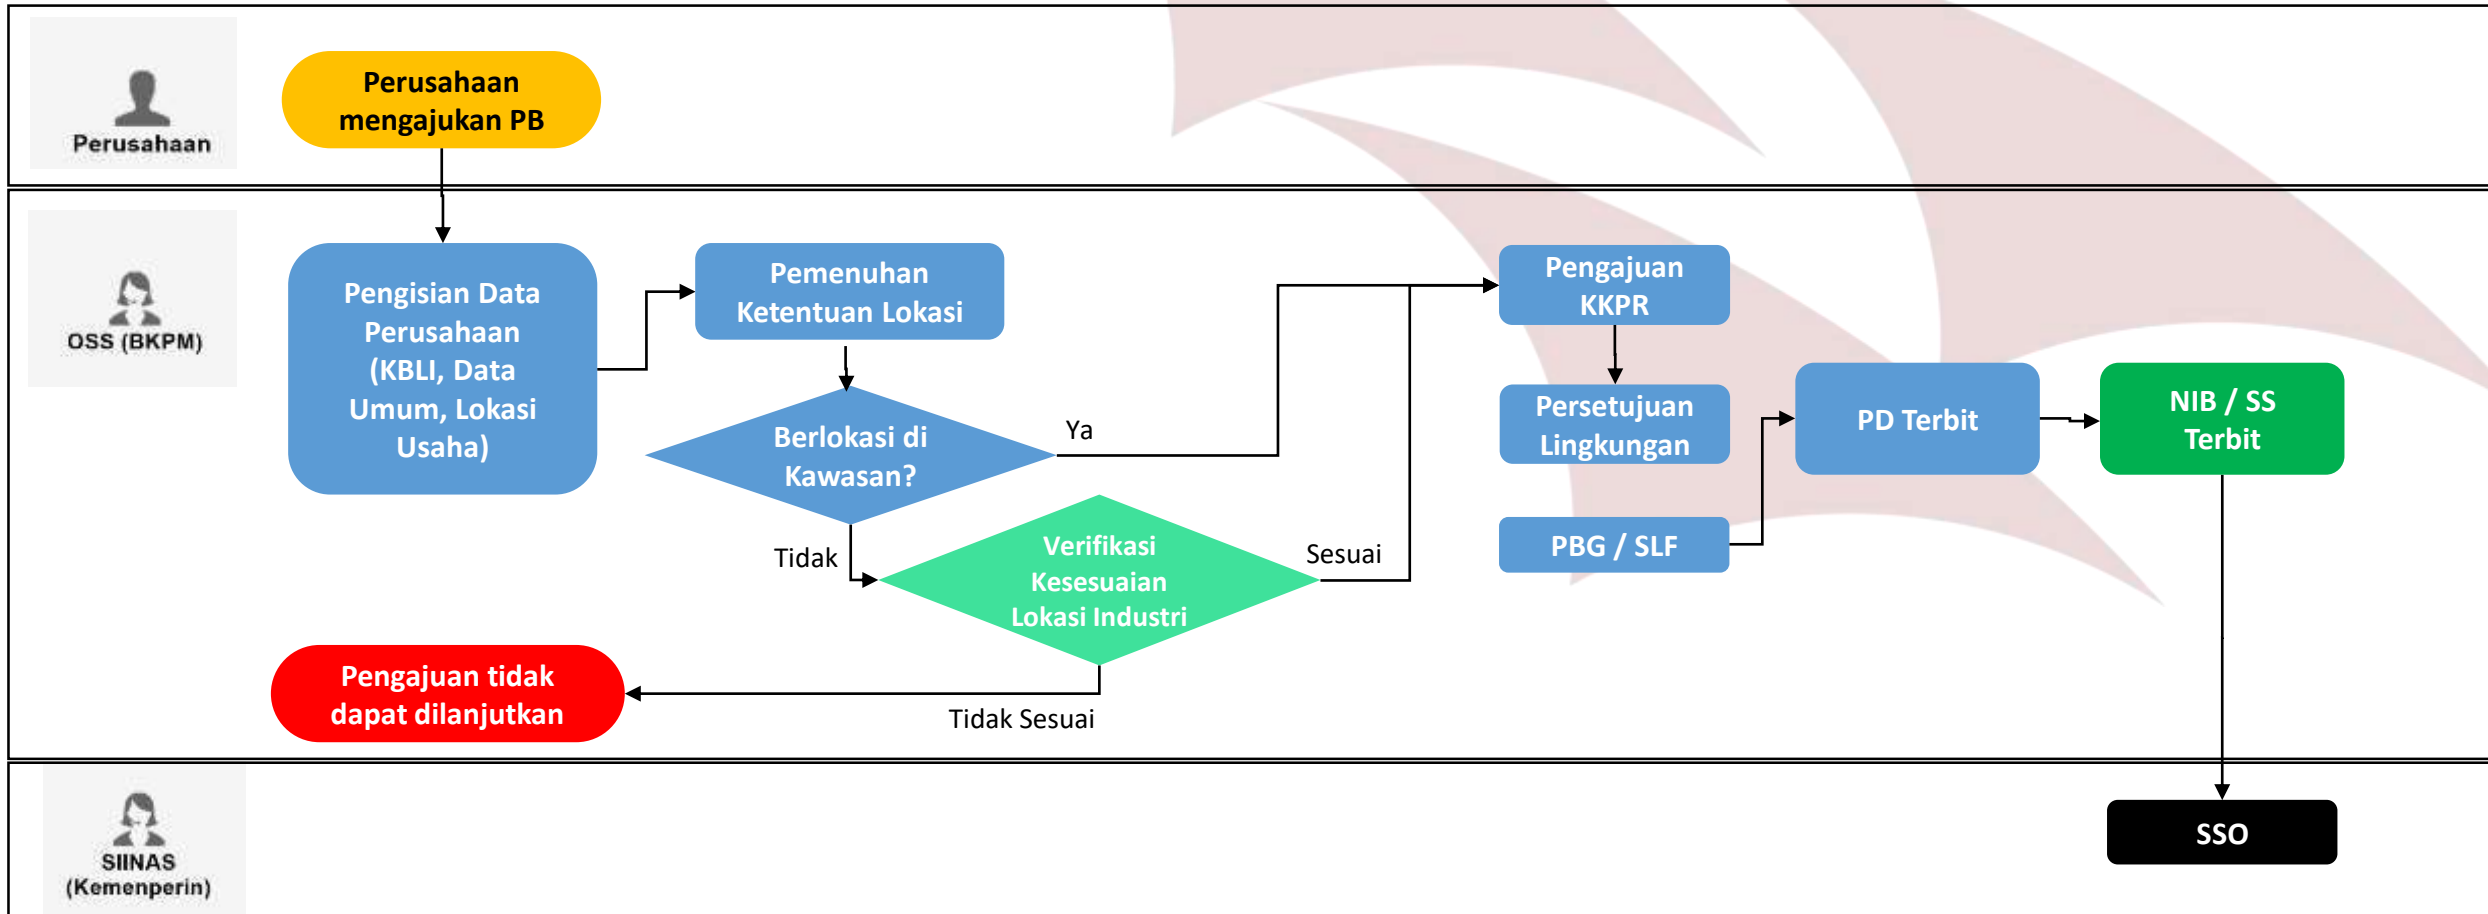 Perusahaan
Perusahaan
mengajukan PB
OSS (BKPM)
Pengisian Data
Perusahaan
(KBLI, Data
Umum, Lokasi
Usaha)
Pemenuhan
Ketentuan Lokasi
Berlokasi di
Kawasan?
Ya
Tidak
Verifikasi
Kesesuaian
Lokasi Industri
Sesuai
Tidak Sesuai
Pengajuan tidak
dapat dilanjutkan
Pengajuan
KKPR
Persetujuan
Lingkungan
PBG / SLF
PD Terbit
NIB / SS
Terbit
SIINAS
(Kemenperin)
SSO